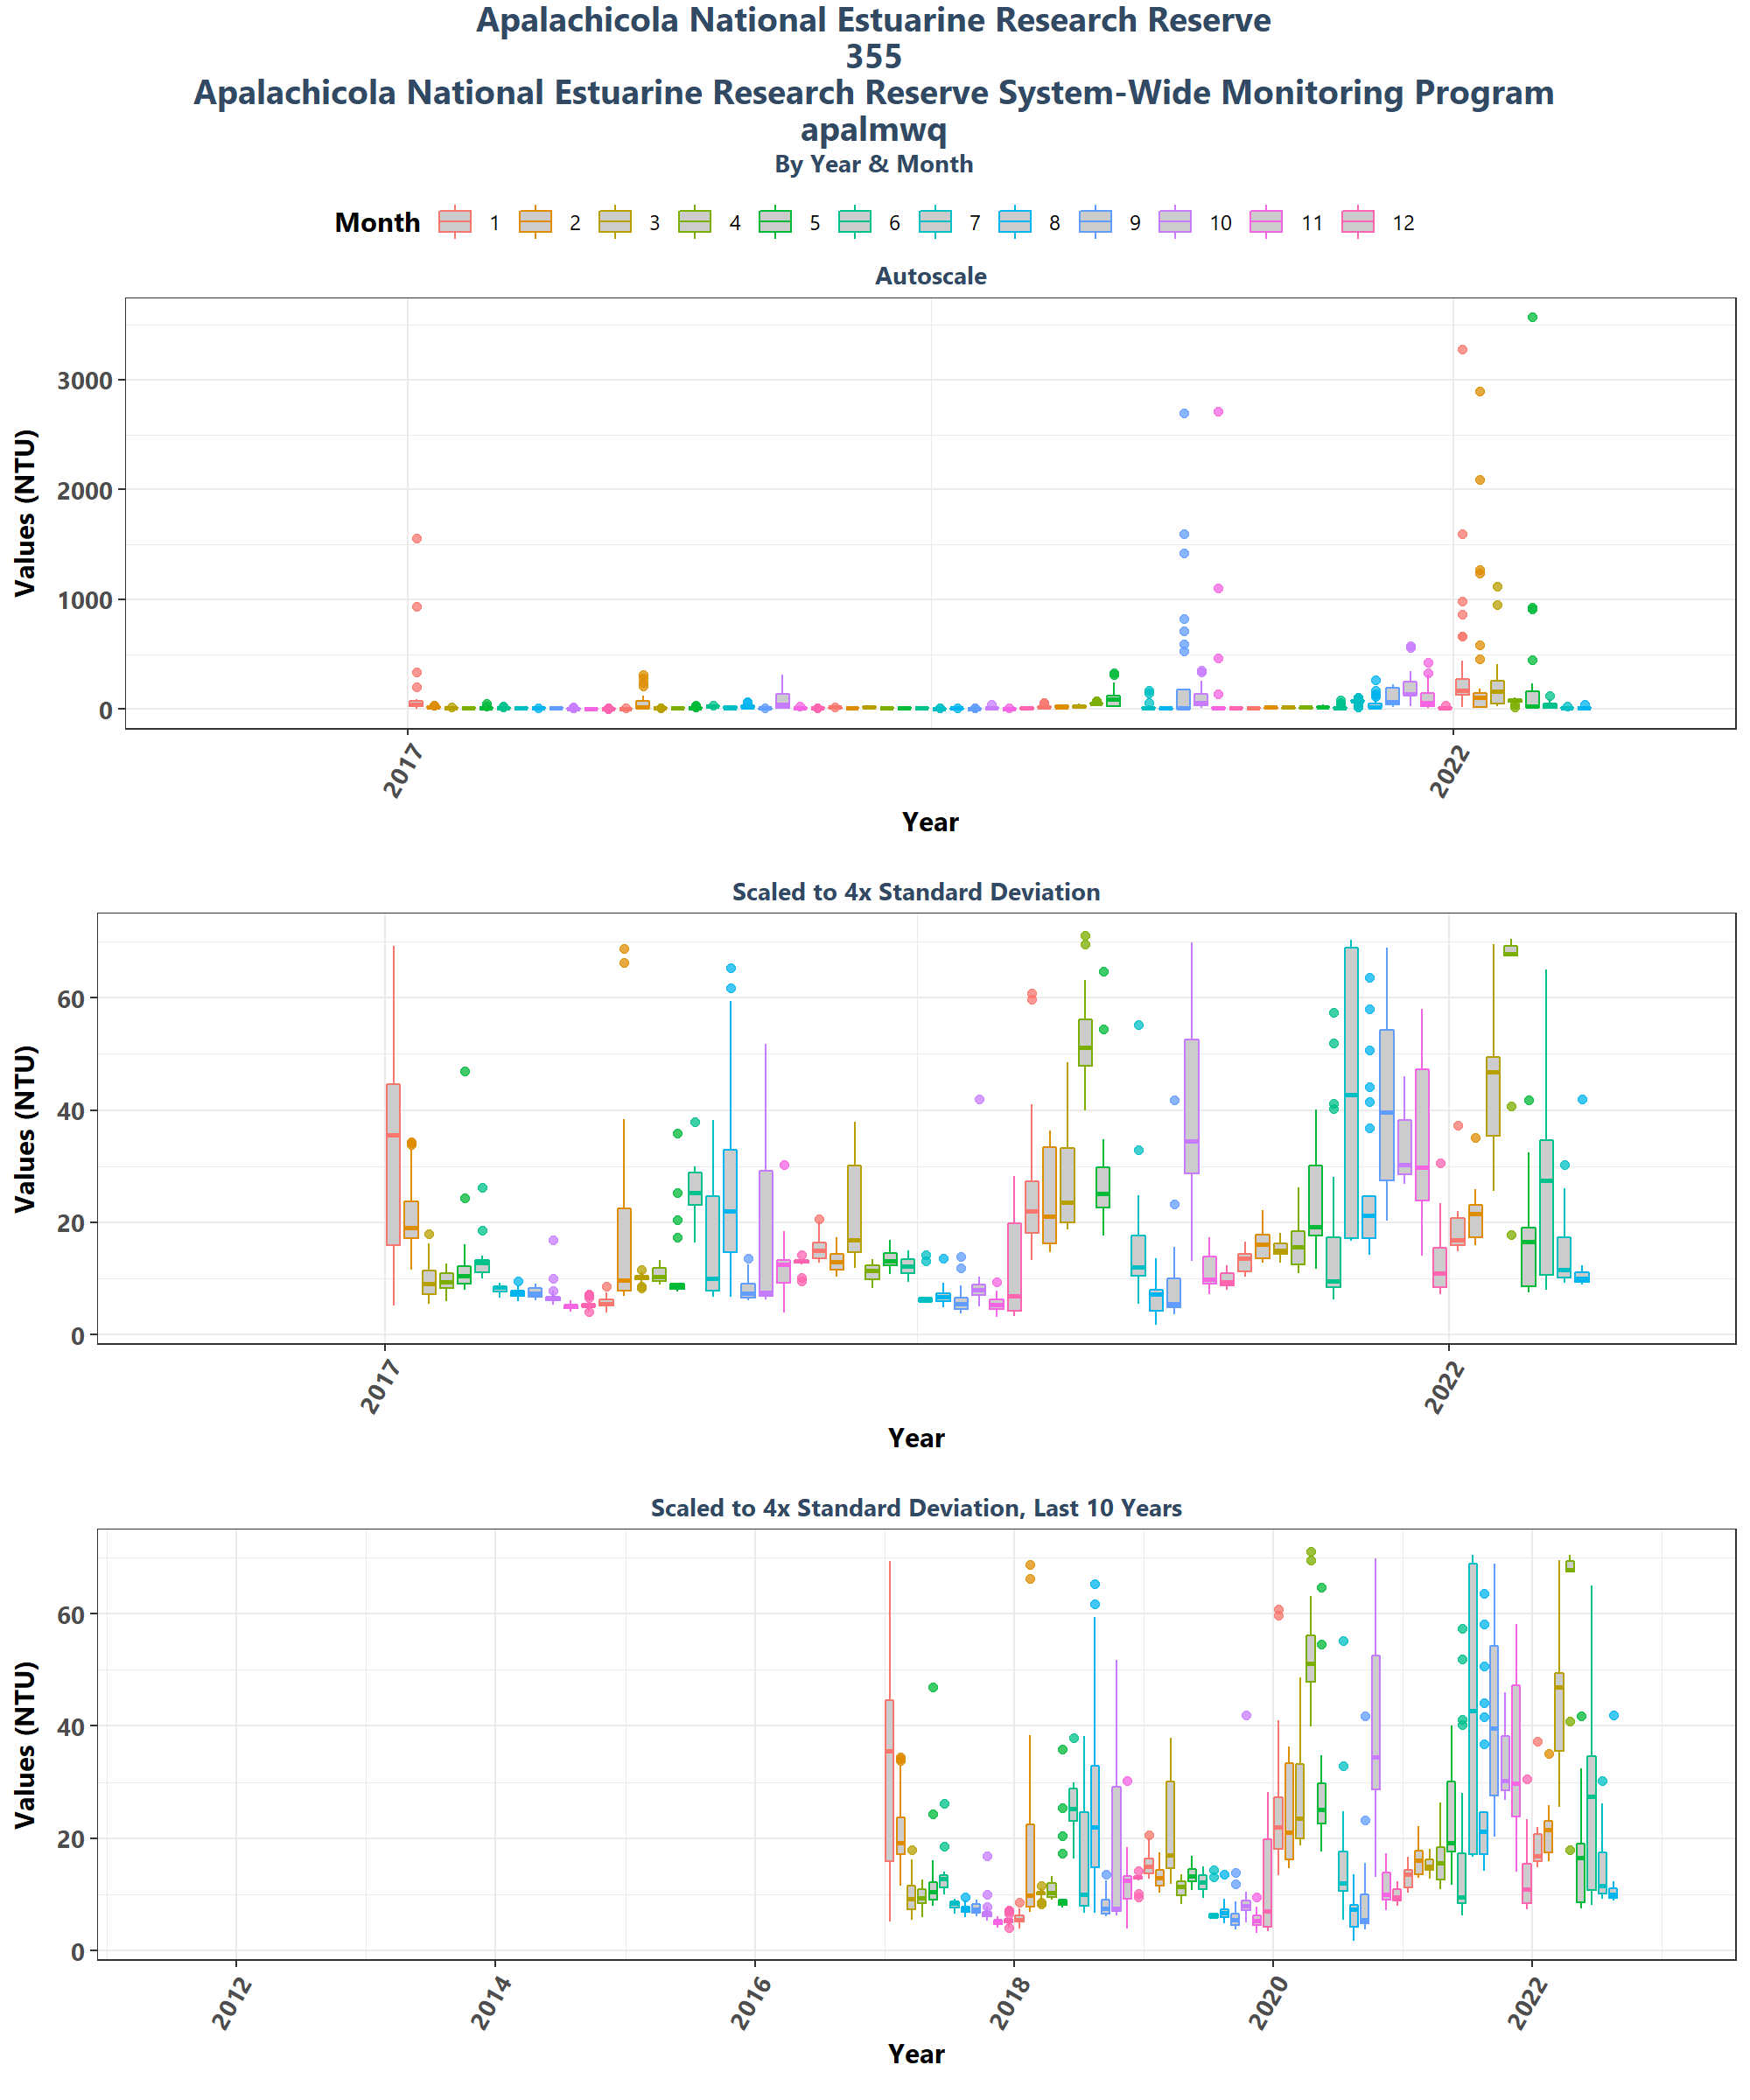 Apalachicola National Estuarine Research Reserve
355
Apalachicola National Estuarine Research Reserve System-Wide Monitoring Program
apalmwq
By Year & Month
Month 1 2 3 4 5 6 7 8 9 10 11 12
Autoscale
Values (NTU)
3000
2000
1000
0
2017 2022
Year
Scaled to 4x Standard Deviation
Values (NTU)
60
40
20
0
2017 2022
Year
Scaled to 4x Standard Deviation, Last 10 Years
Values (NTU)
60
40
20
0
2012 2014 2016 2018 2020 2022
Year